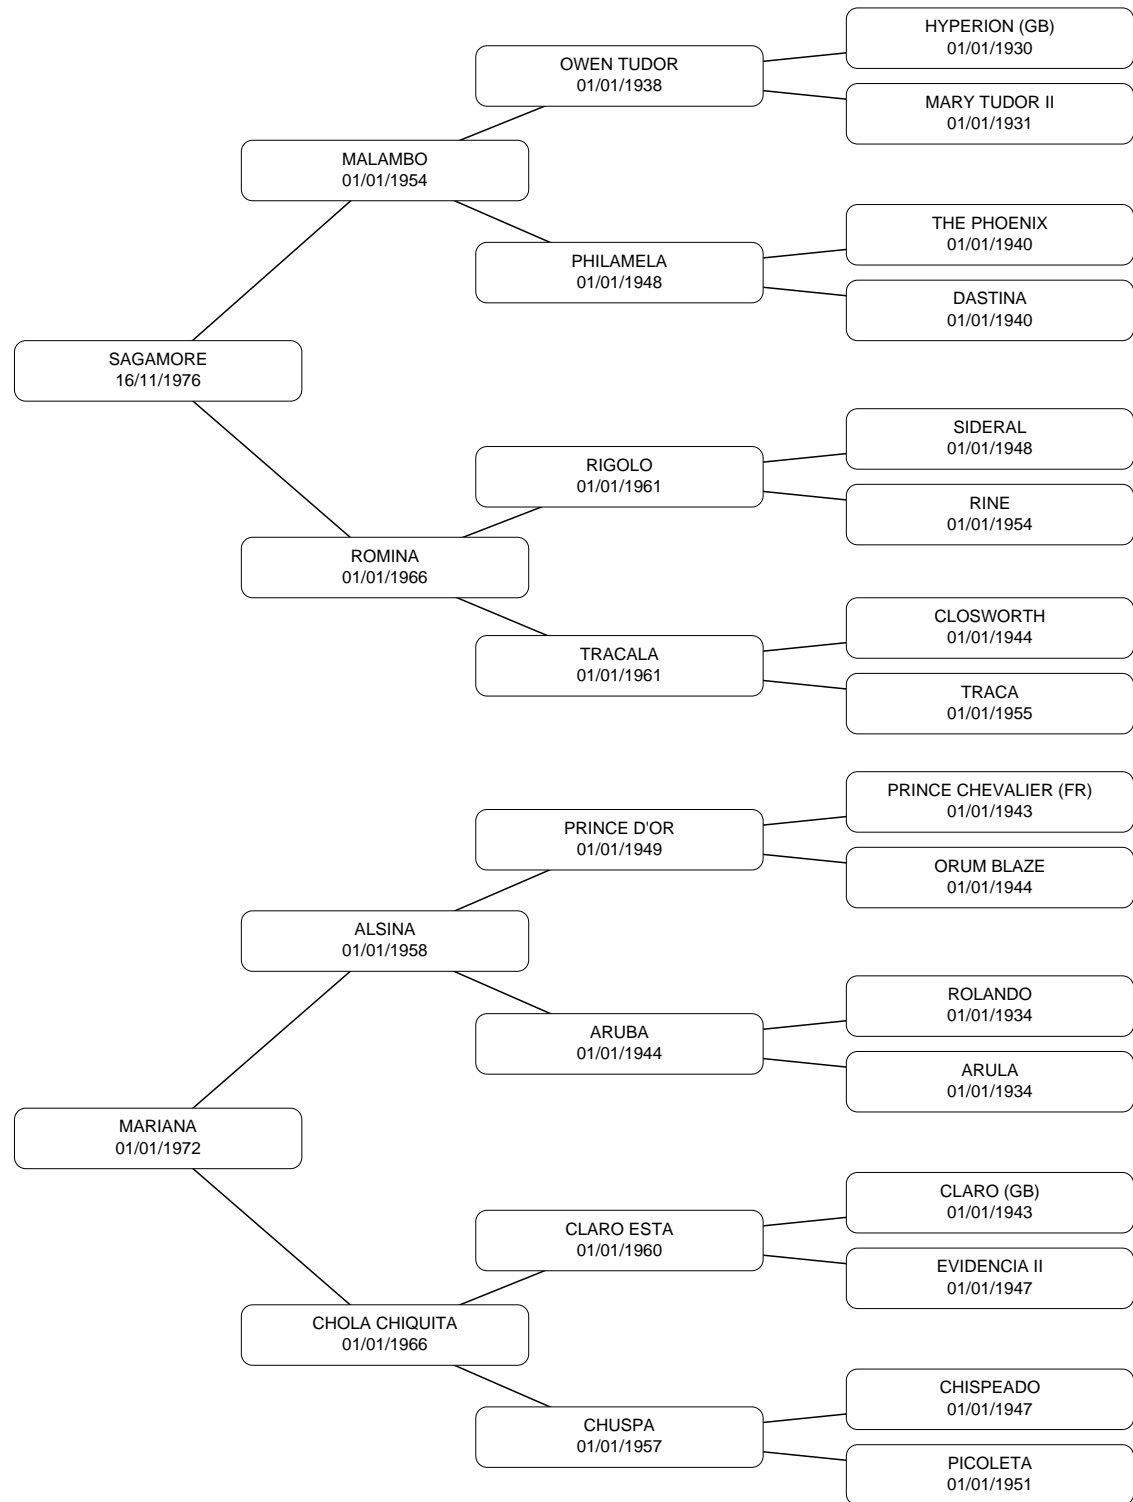 HYPERION (GB)
01/01/1930
OWEN TUDOR
01/01/1938
MARY TUDOR II
01/01/1931
MALAMBO
01/01/1954
THE PHOENIX
01/01/1940
PHILAMELA
01/01/1948
DASTINA
01/01/1940
SAGAMORE
16/11/1976
SIDERAL
01/01/1948
RIGOLO
01/01/1961
RINE
01/01/1954
ROMINA
01/01/1966
CLOSWORTH
01/01/1944
TRACALA
01/01/1961
TRACA
01/01/1955
PRINCE CHEVALIER (FR)
01/01/1943
PRINCE D'OR
01/01/1949
ORUM BLAZE
01/01/1944
ALSINA
01/01/1958
ROLANDO
01/01/1934
ARUBA
01/01/1944
ARULA
01/01/1934
MARIANA
01/01/1972
CLARO (GB)
01/01/1943
CLARO ESTA
01/01/1960
EVIDENCIA II
01/01/1947
CHOLA CHIQUITA
01/01/1966
CHISPEADO
01/01/1947
CHUSPA
01/01/1957
PICOLETA
01/01/1951